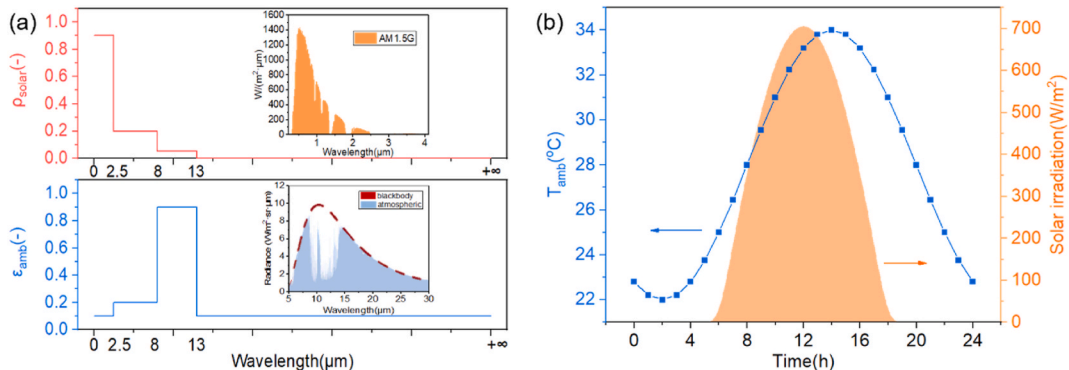 (a)
1.0
0.8
0.6
0.4
0.2
0.0
ρsolar(-)
1600
1400
1200
1000
800
600
400
200
0
W/(m²·μm)
AM1.5G
1 2 3 4
Wavelength(μm)
0 2.5 8 13 +∞
1.0
0.8
0.6
0.4
0.2
0.0
εamb(-)
12
10
8
6
4
2
0
Radiance (W/m²·sr·μm)
blackbody
atmospheric
5 10 15 20 25 30
Wavelength(μm)
0 2.5 8 13 +∞
Wavelength(μm)
(b)
34
32
30
28
26
24
22
Tamb(°C)
700
600
500
400
300
200
100
0
Solar irradiation(W/m²)
0 4 8 12 16 20 24
Time(h)